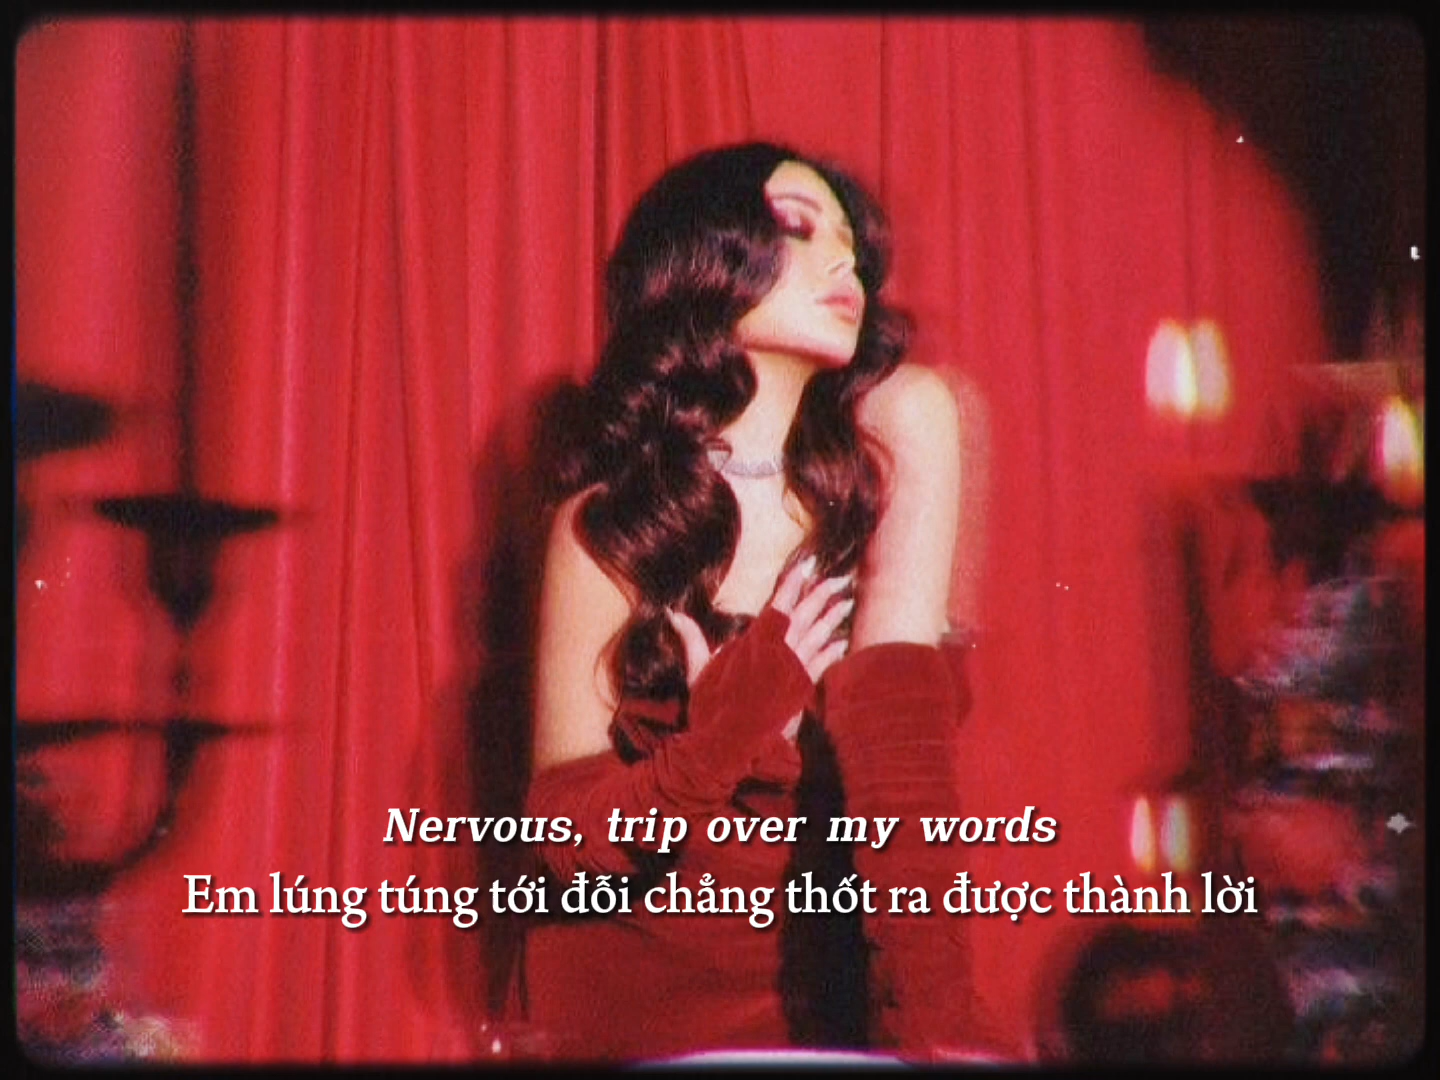 Nervous, trip over my words
Em lúng túng tới đỗi chẳng thốt ra được thành lời